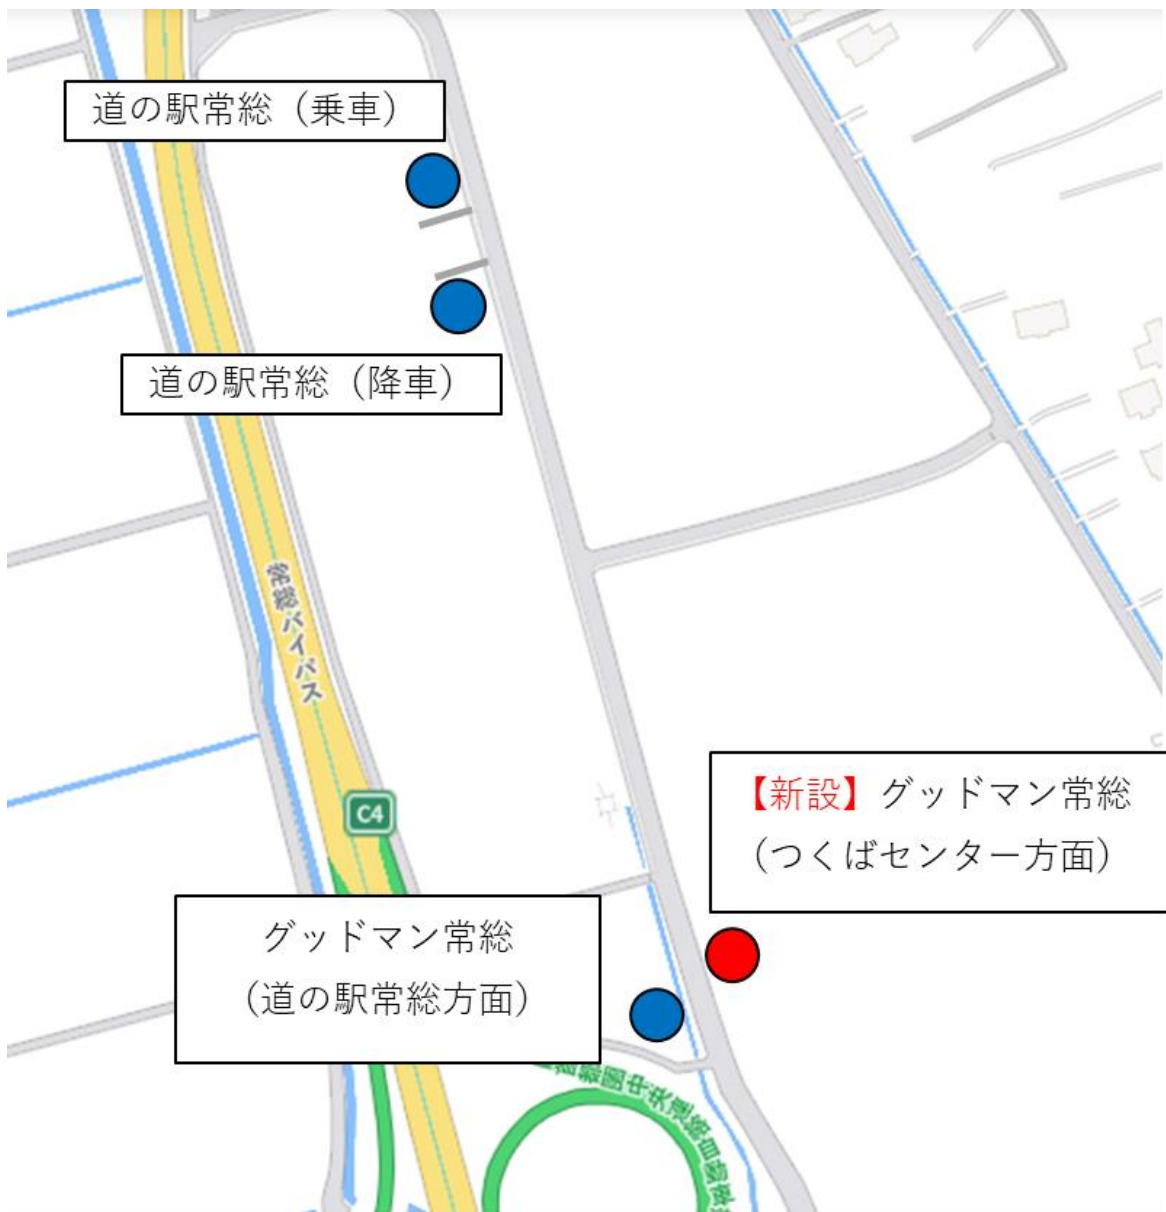 道の駅常総（乗車）
道の駅常総（降車）
常総バイパス
C4
【新設】グッドマン常総
（つくばセンター方面）
グッドマン常総
（道の駅常総方面）